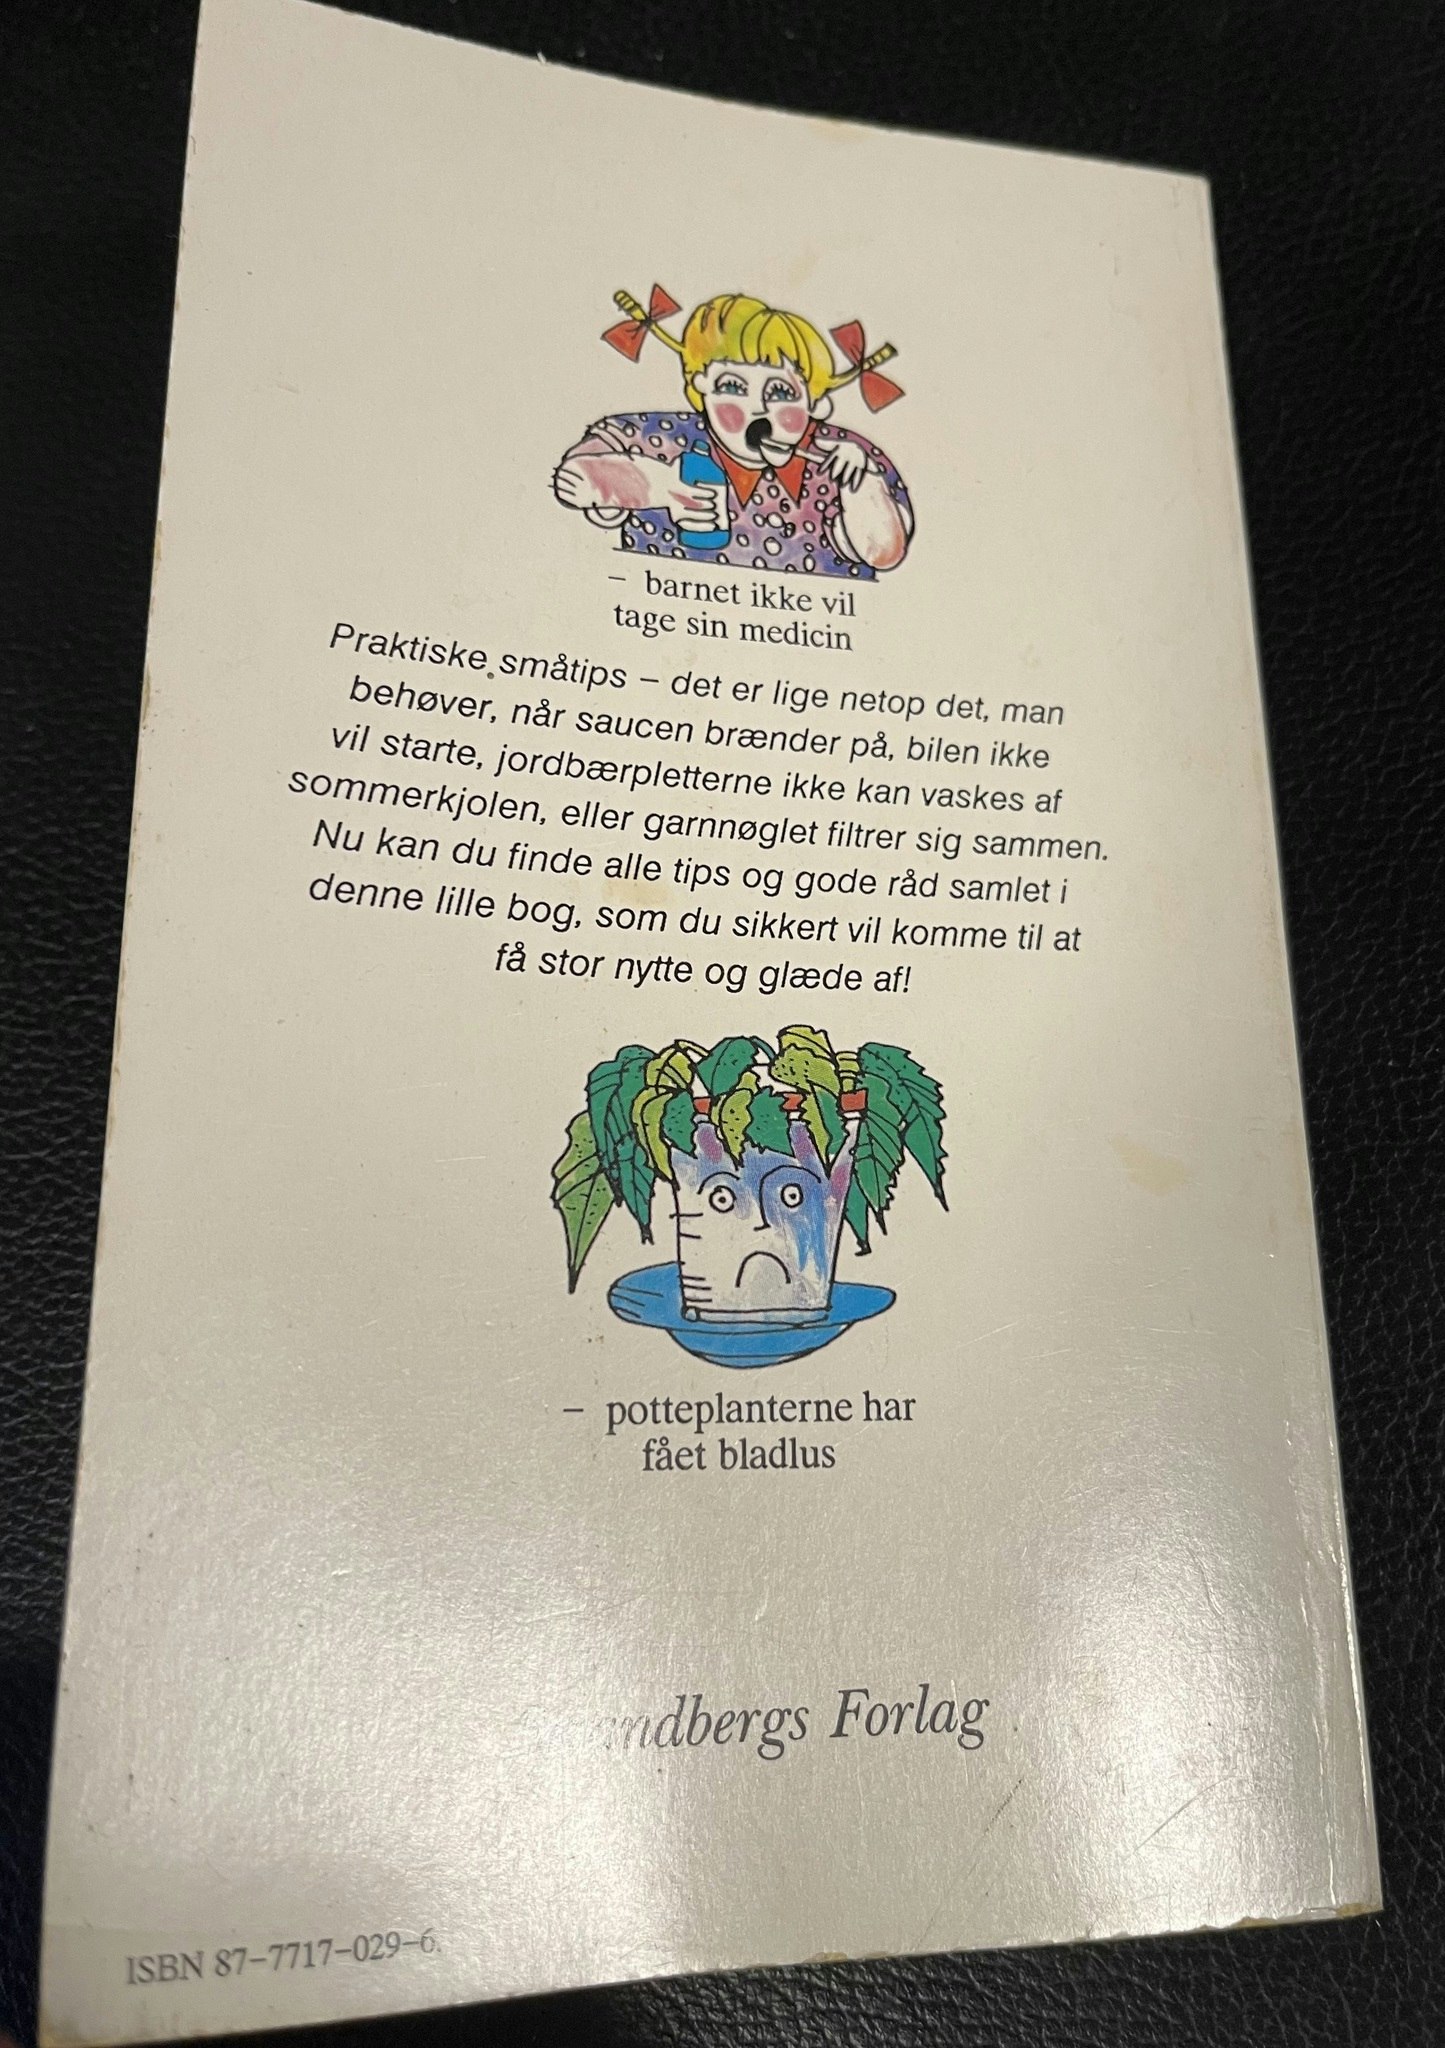 – barnet ikke vil
tage sin medicin
Praktiske småtips – det er lige netop det, man
behøver, når saucen brænder på, bilen ikke
vil starte, jordbærpletterne ikke kan vaskes af
sommerkjolen, eller garnnøglet filtrer sig sammen.
Nu kan du finde alle tips og gode råd samlet i
denne lille bog, som du sikkert vil komme til at
få stor nytte og glæde af!
– potteplanterne har
fået bladlus
Forlag
ISBN 87-7717-029-6.